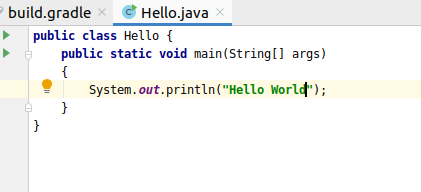 build.gradle Hello.java
public class Hello {
    public static void main(String[] args)
    {
        System.out.println("Hello World");
    }
}